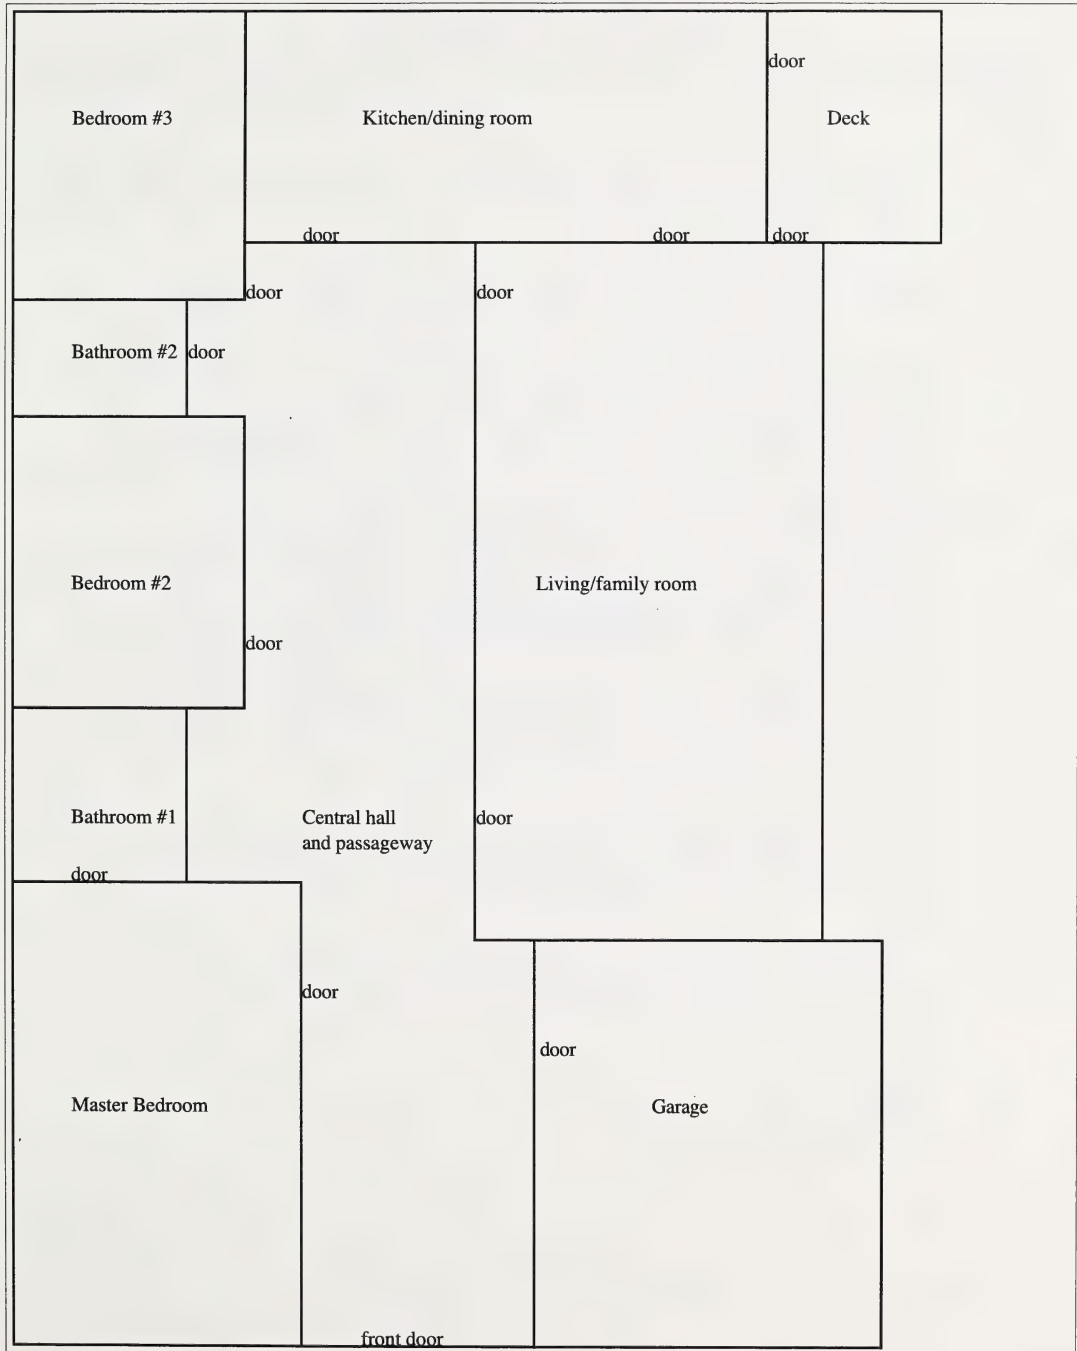 door
Bedroom #3
Kitchen/dining room
Deck
door
door
door
door
door
Bathroom #2
door
Bedroom #2
Living/family room
door
Bathroom #1
Central hall
and passageway
door
door
door
door
Master Bedroom
Garage
front door